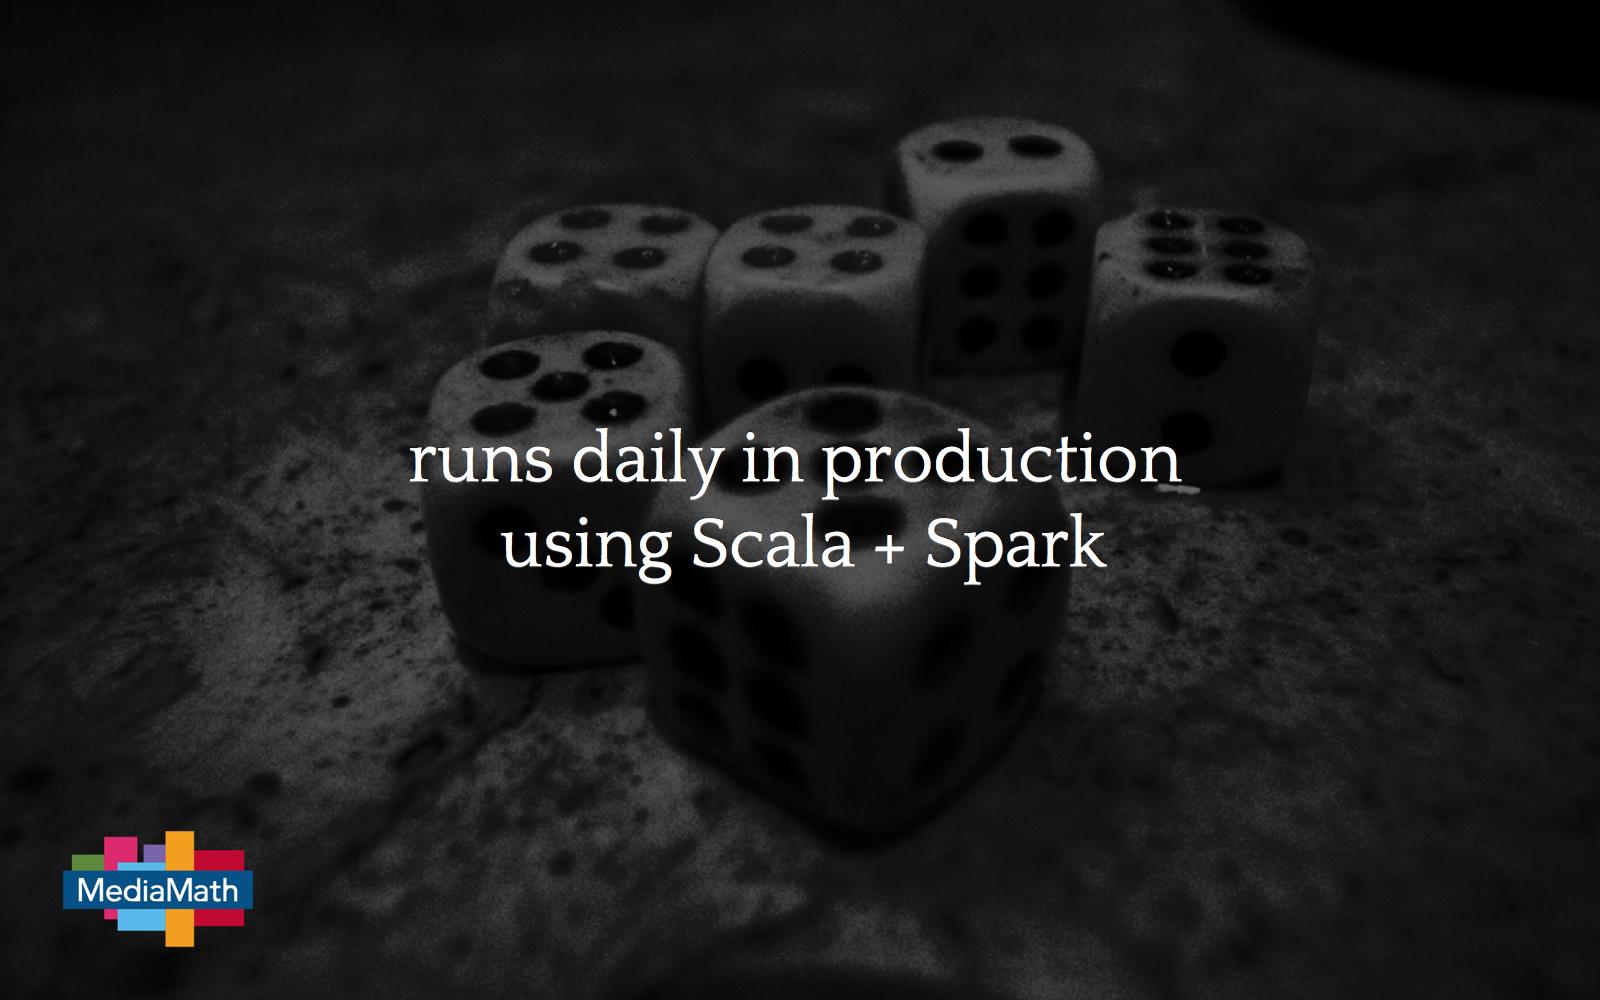 runs daily in production
using Scala + Spark
MediaMath